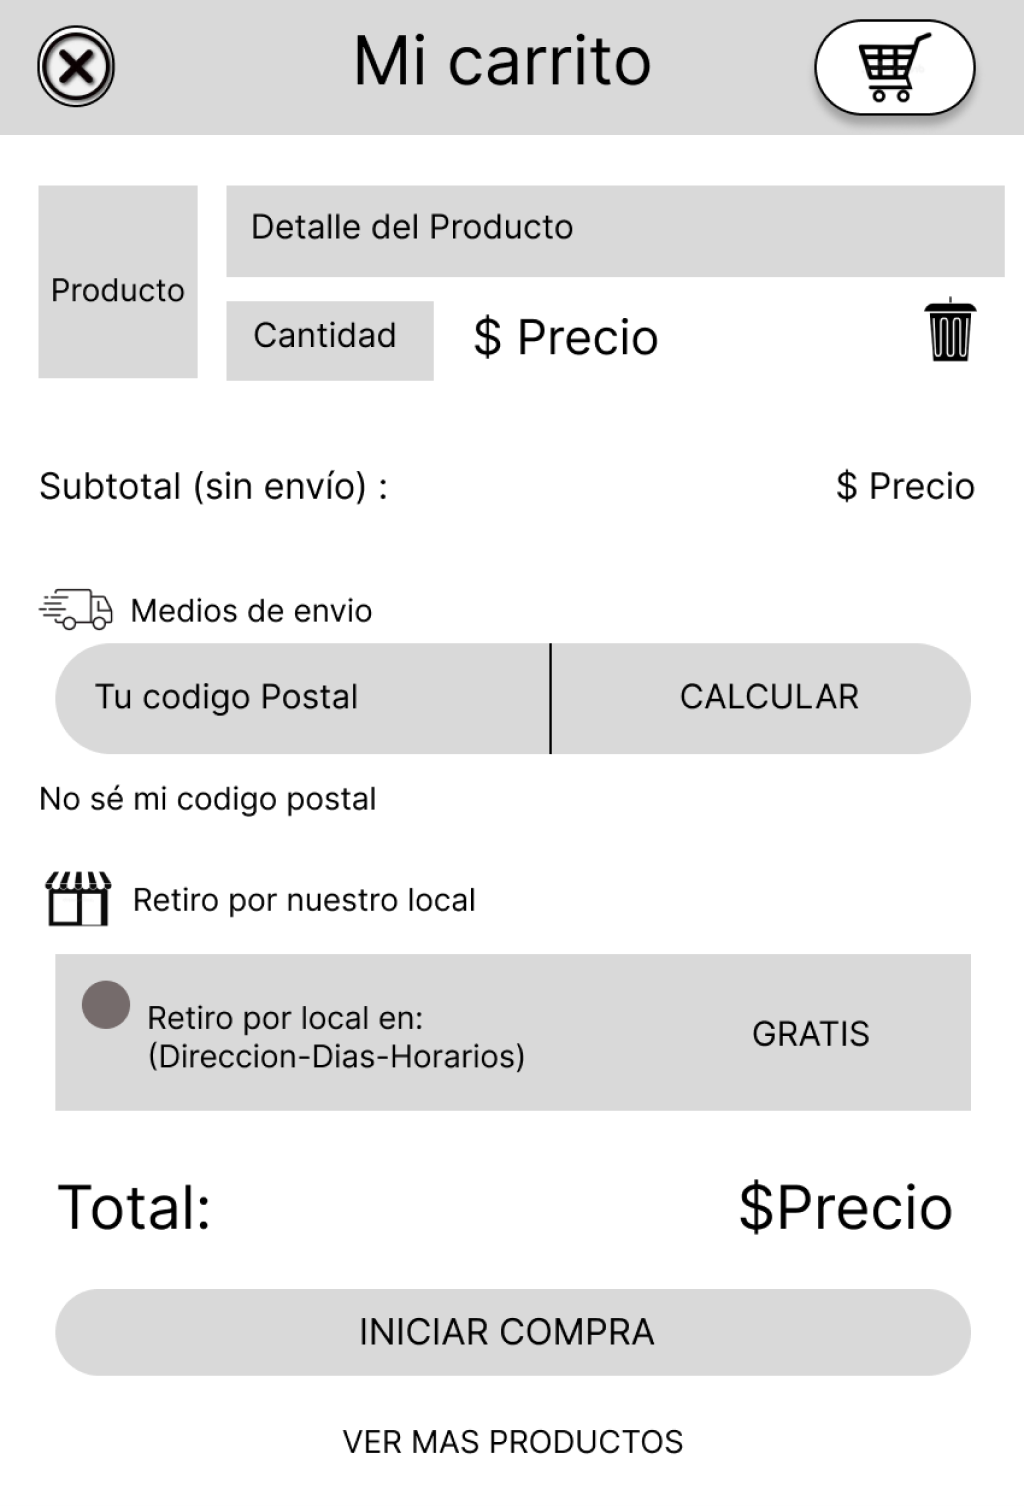 Mi carrito
Detalle del Producto
Producto
Cantidad
$ Precio
Subtotal (sin envío) :
$ Precio
Medios de envio
Tu codigo Postal
CALCULAR
No sé mi codigo postal
Retiro por nuestro local
Retiro por local en:
(Direccion-Dias-Horarios)
GRATIS
Total:
$Precio
INICIAR COMPRA
VER MAS PRODUCTOS